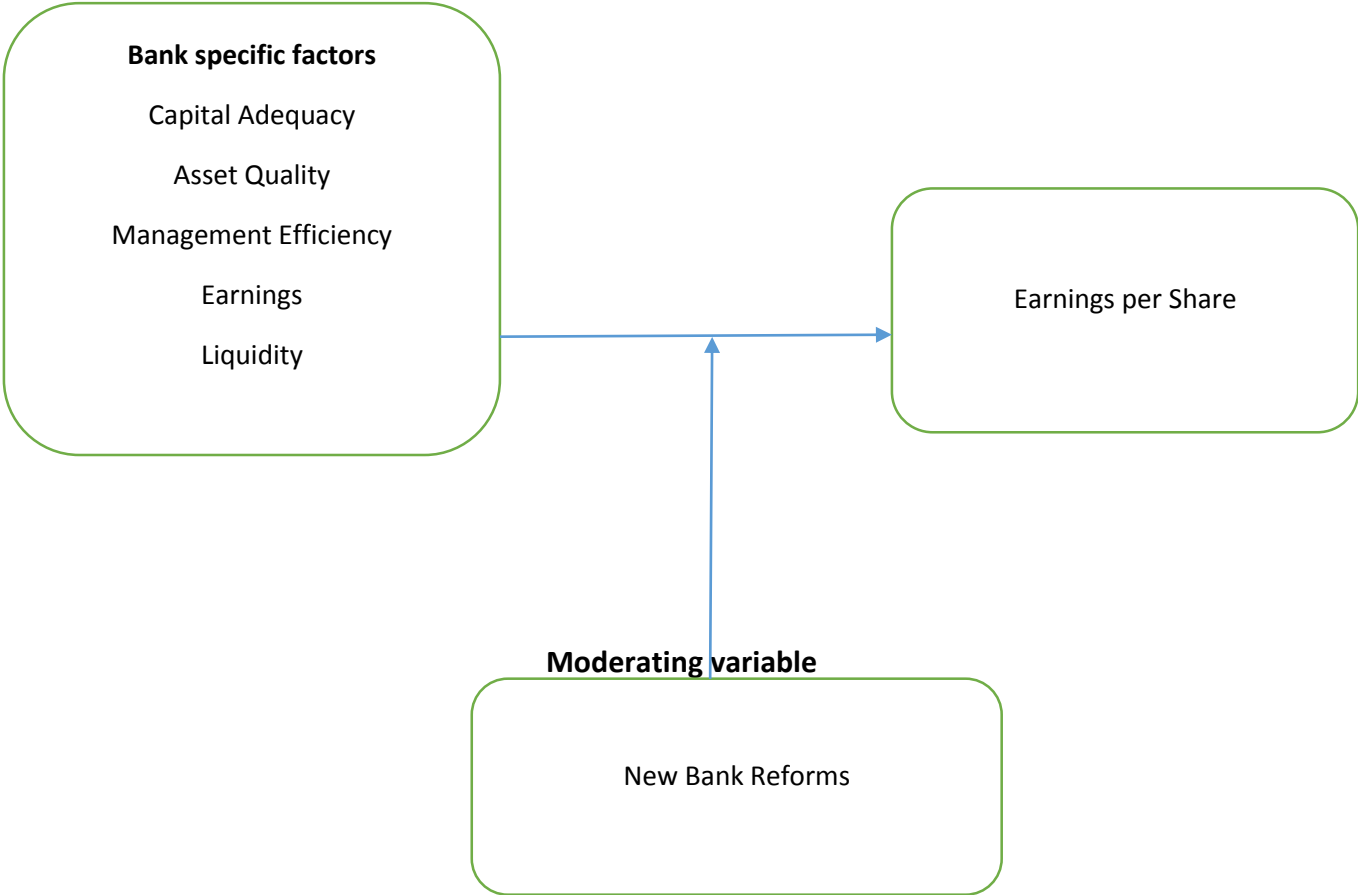 Bank specific factors
Capital Adequacy
Asset Quality
Management Efficiency
Earnings
Liquidity
Earnings per Share
Moderating variable
New Bank Reforms